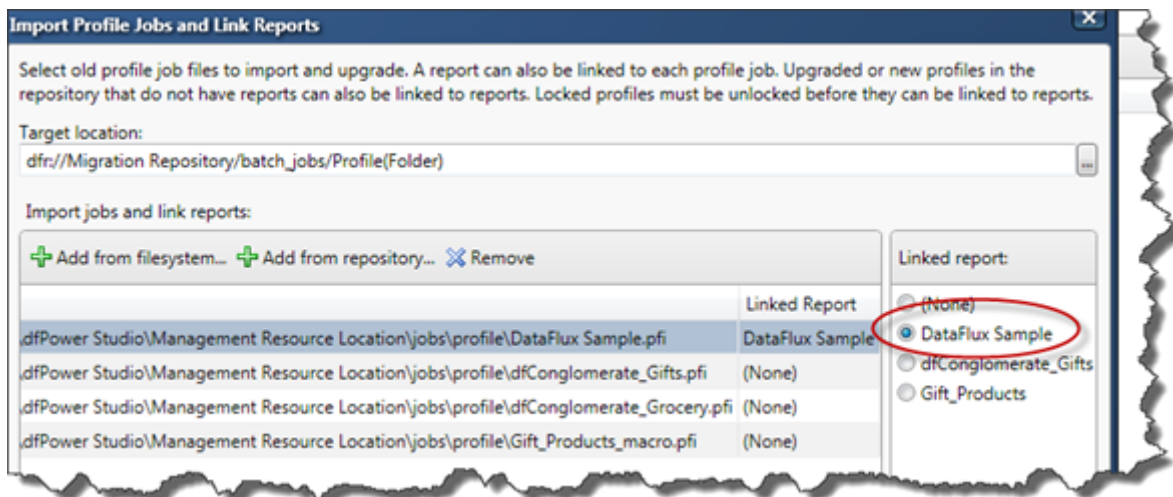 Import Profile Jobs and Link Reports
Select old profile job files to import and upgrade. A report can also be linked to each profile job. Upgraded or new profiles in the
repository that do not have reports can also be linked to reports. Locked profiles must be unlocked before they can be linked to reports.
Target location:
dfr://Migration Repository/batch_jobs/Profile(Folder)
...
Import jobs and link reports:
Add from filesystem... Add from repository... Remove
Linked Report
.dfPower Studio\Management Resource Location\jobs\profile\DataFlux Sample.pfi DataFlux Sample
.dfPower Studio\Management Resource Location\jobs\profile\dfConglomerate_Gifts.pfi (None)
.dfPower Studio\Management Resource Location\jobs\profile\dfConglomerate_Grocery.pfi (None)
.dfPower Studio\Management Resource Location\jobs\profile\Gift_Products_macro.pfi (None)
Linked report:
(None)
DataFlux Sample
dfConglomerate_Gifts
Gift_Products